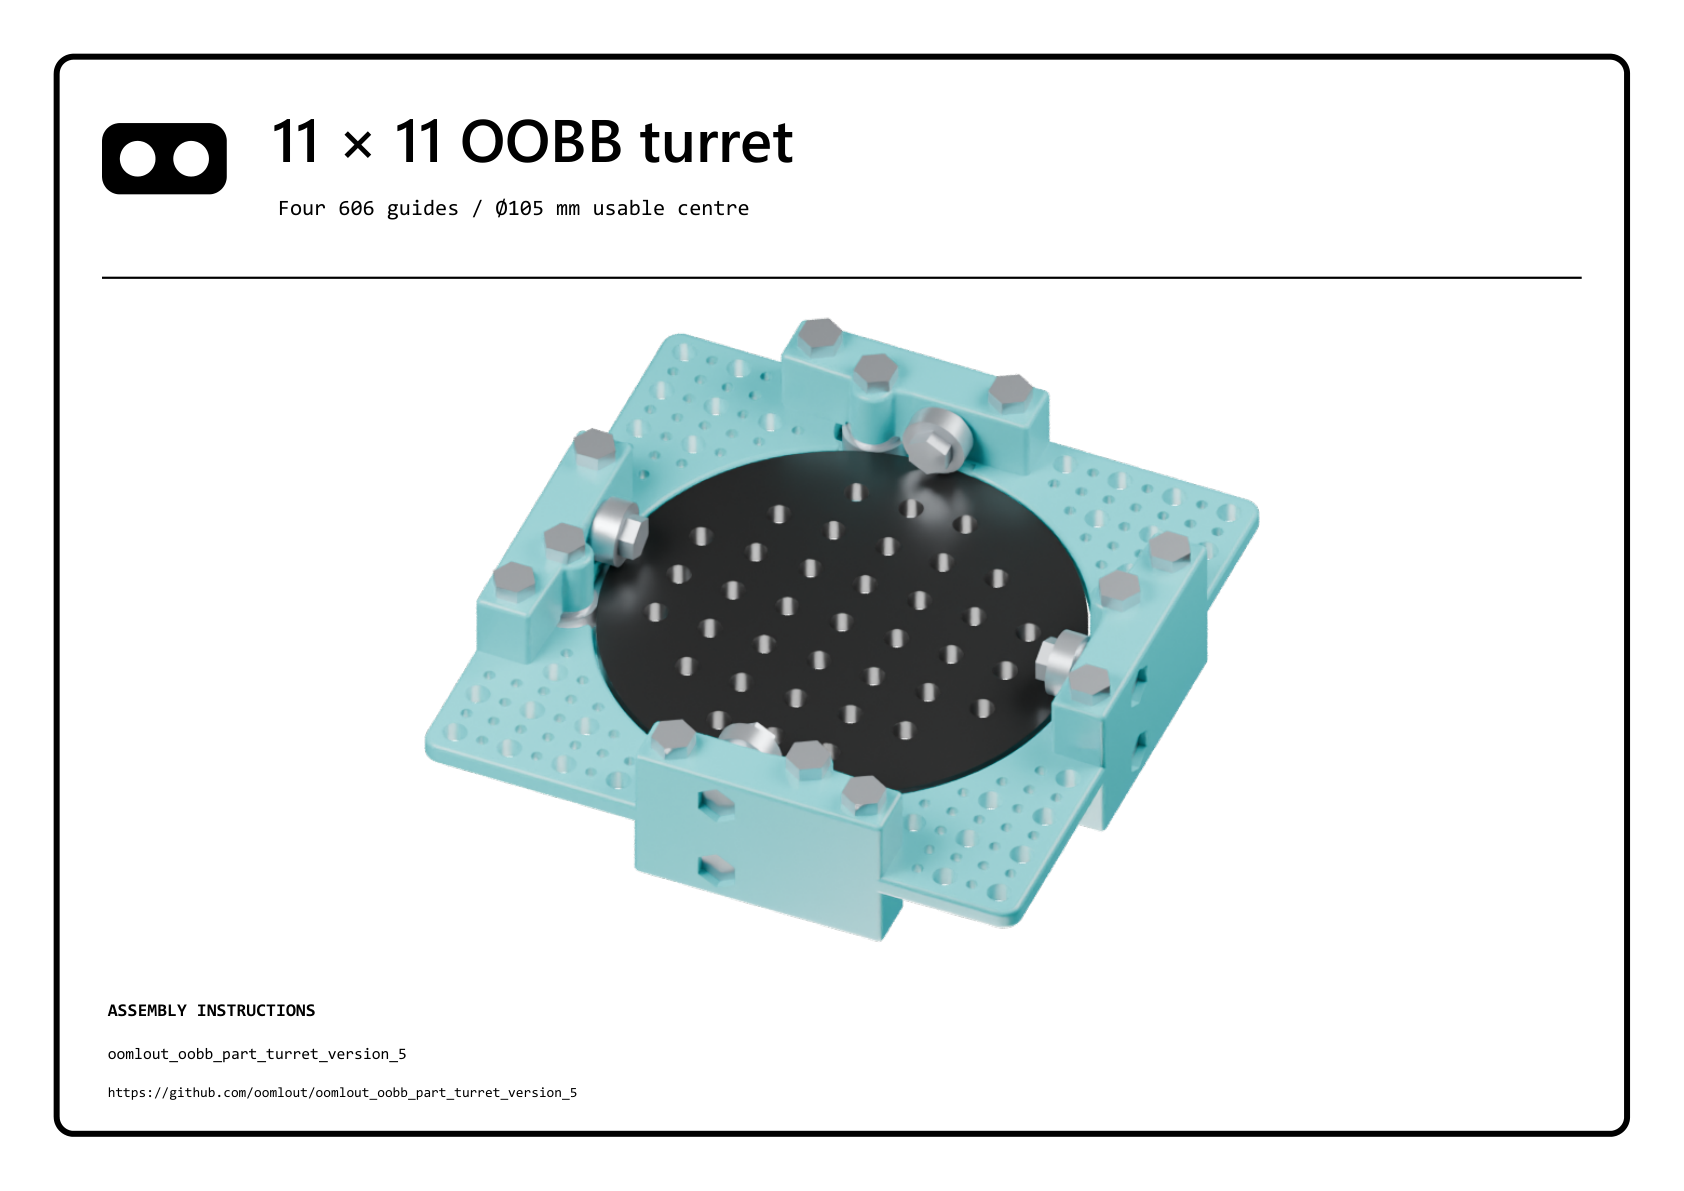 11 × 11 OOBB turret
Four 606 guides / Ø105 mm usable centre
ASSEMBLY INSTRUCTIONS
oomlout_oobb_part_turret_version_5
https://github.com/oomlout/oomlout_oobb_part_turret_version_5